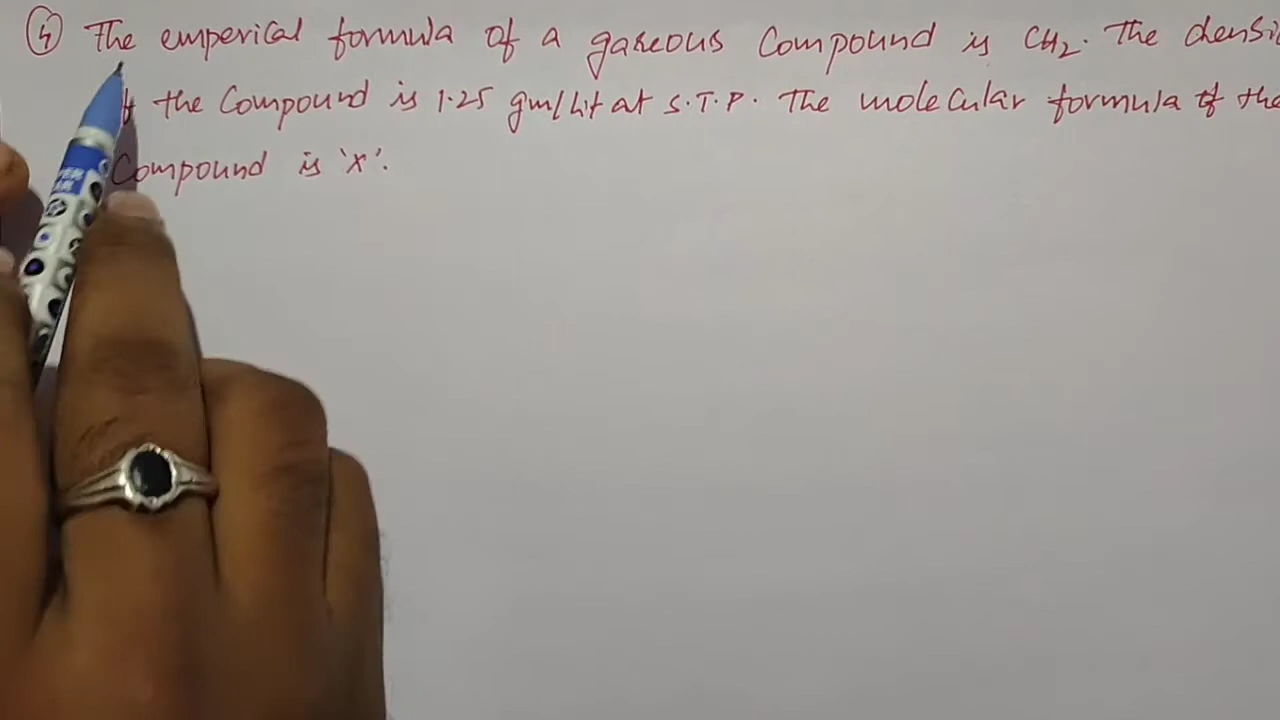 ④ The emperical formula of a gaseous compound is CH₂. The densi
the compound is 1.25 gm/lit at S.T.P. The molecular formula of the
compound is 'x'.